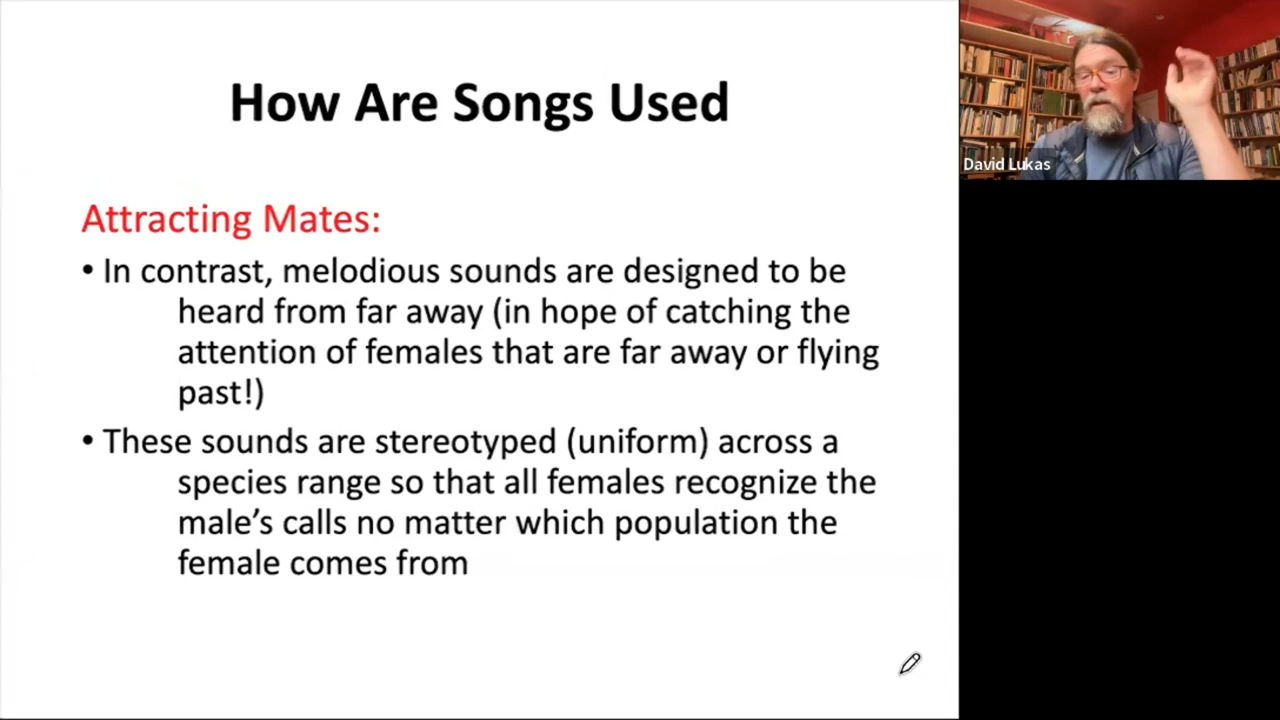 How Are Songs Used
Attracting Mates:
• In contrast, melodious sounds are designed to be
heard from far away (in hope of catching the
attention of females that are far away or flying
past!)
• These sounds are stereotyped (uniform) across a
species range so that all females recognize the
male’s calls no matter which population the
female comes from
David Lukas